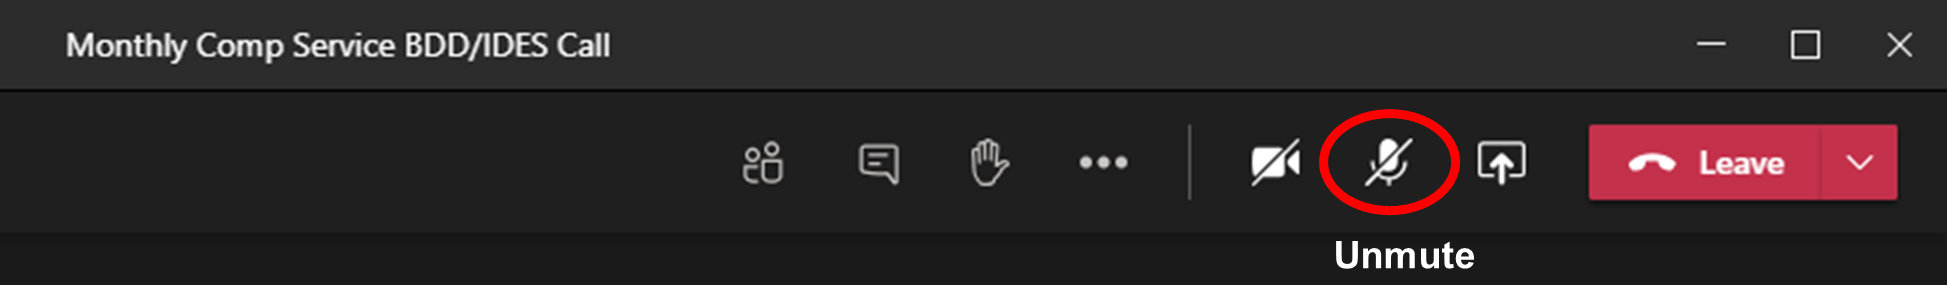 Monthly Comp Service BDD/IDES Call
Leave
Unmute